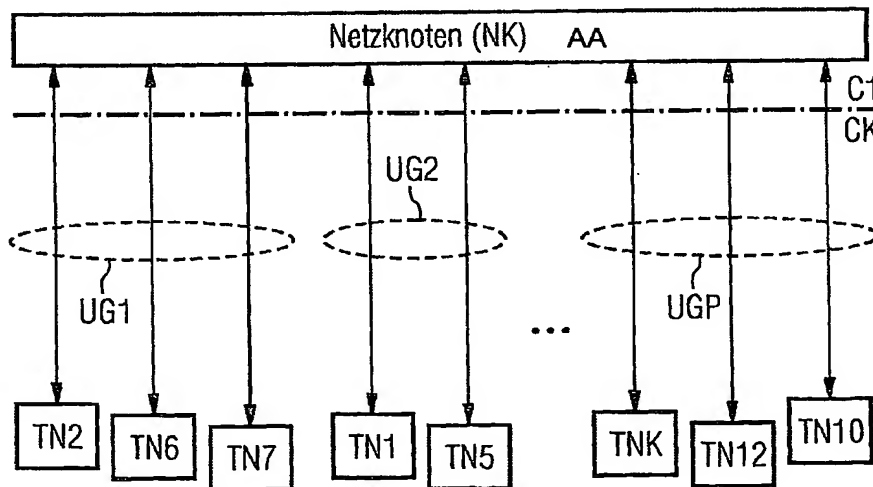 Netzknoten (NK) AA
C1
CK
UG2
UG1
UGP
...
TN2
TN6
TN7
TN1
TN5
TNK
TN12
TN10